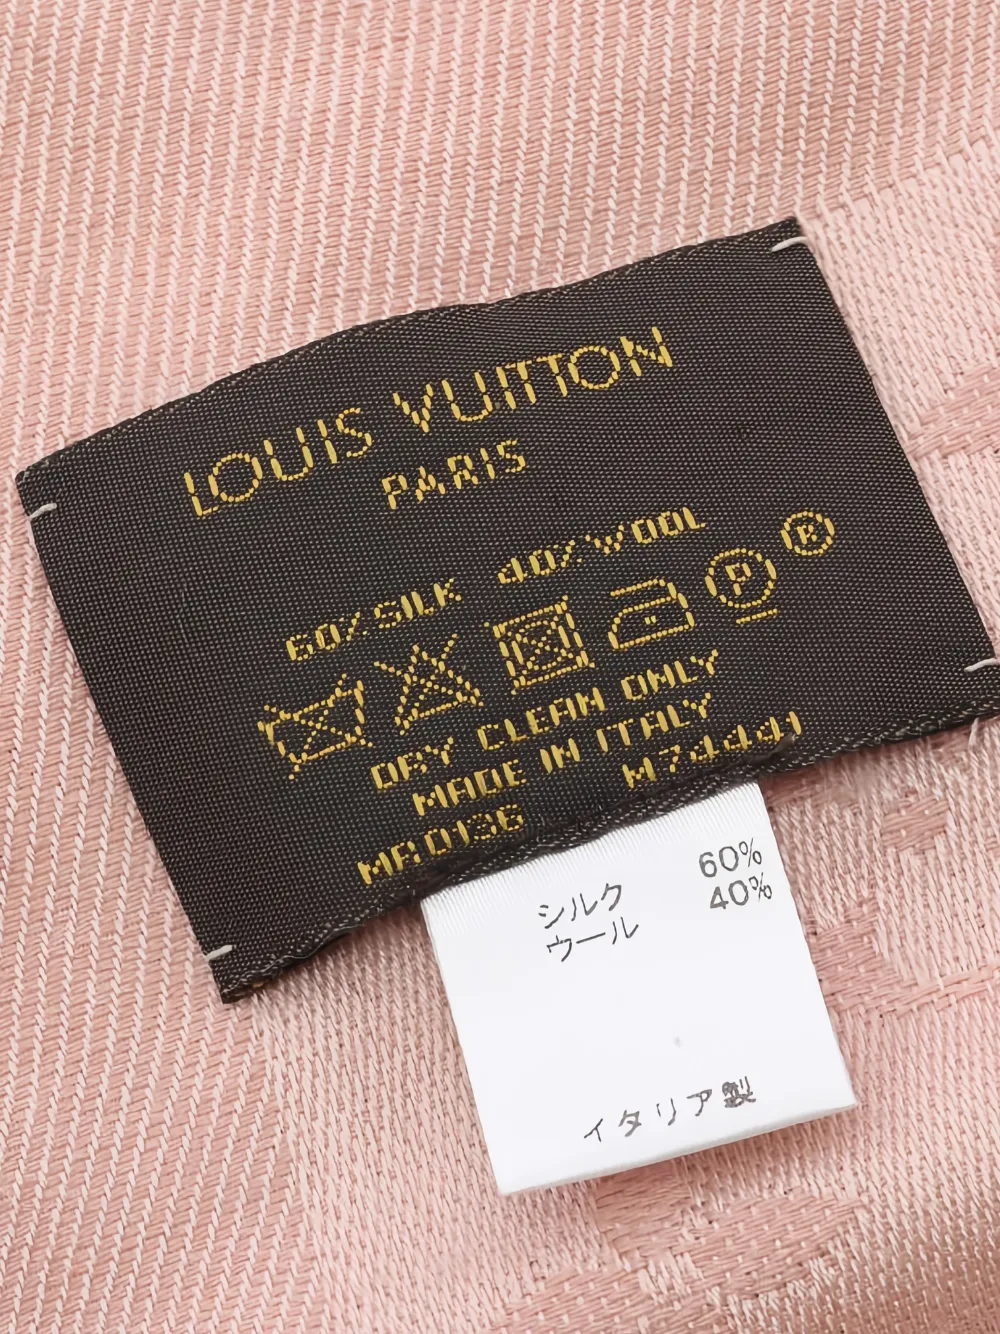 LOUIS VUITTON
PARIS
60% SILK 40% WOOL
P ®
DRY CLEAN ONLY
MADE IN ITALY
MR0136 M74441
シルク 60%
ウール 40%
イタリア製